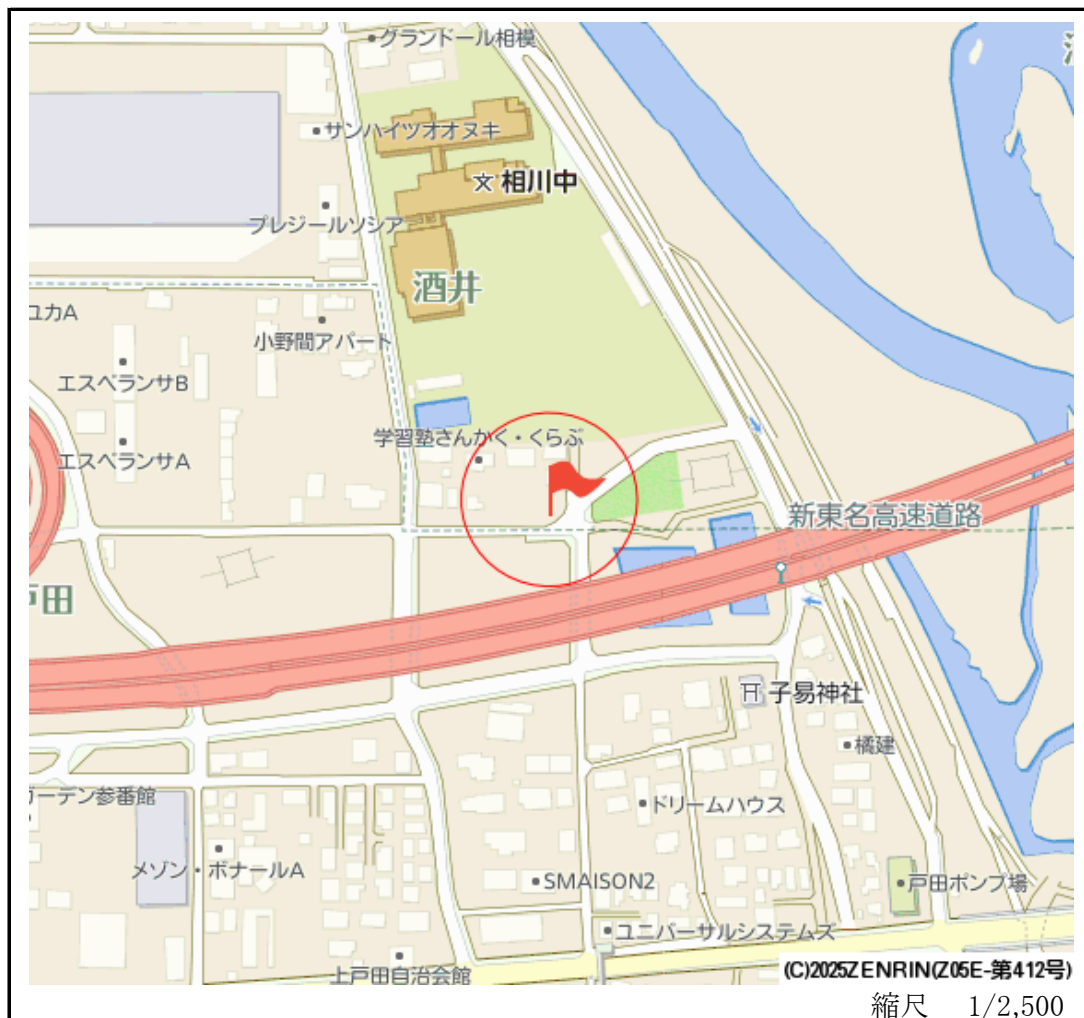 グランドール相模
サンハイツオオヌキ
文 相川中
プレジールソシア
酒井
ユカA
小野間アパート
エスペランサB
学習塾さんかく・くらぶ
エスペランサA
新東名高速道路
戸田
子易神社
橘建
ガーデン参番館
ドリームハウス
メゾン・ボナールA
SMAISON2
戸田ポンプ場
ユニバーサルシステムズ
上戸田自治会館
(C)2025ZENRIN(Z05E-第412号)
縮尺 1/2,500